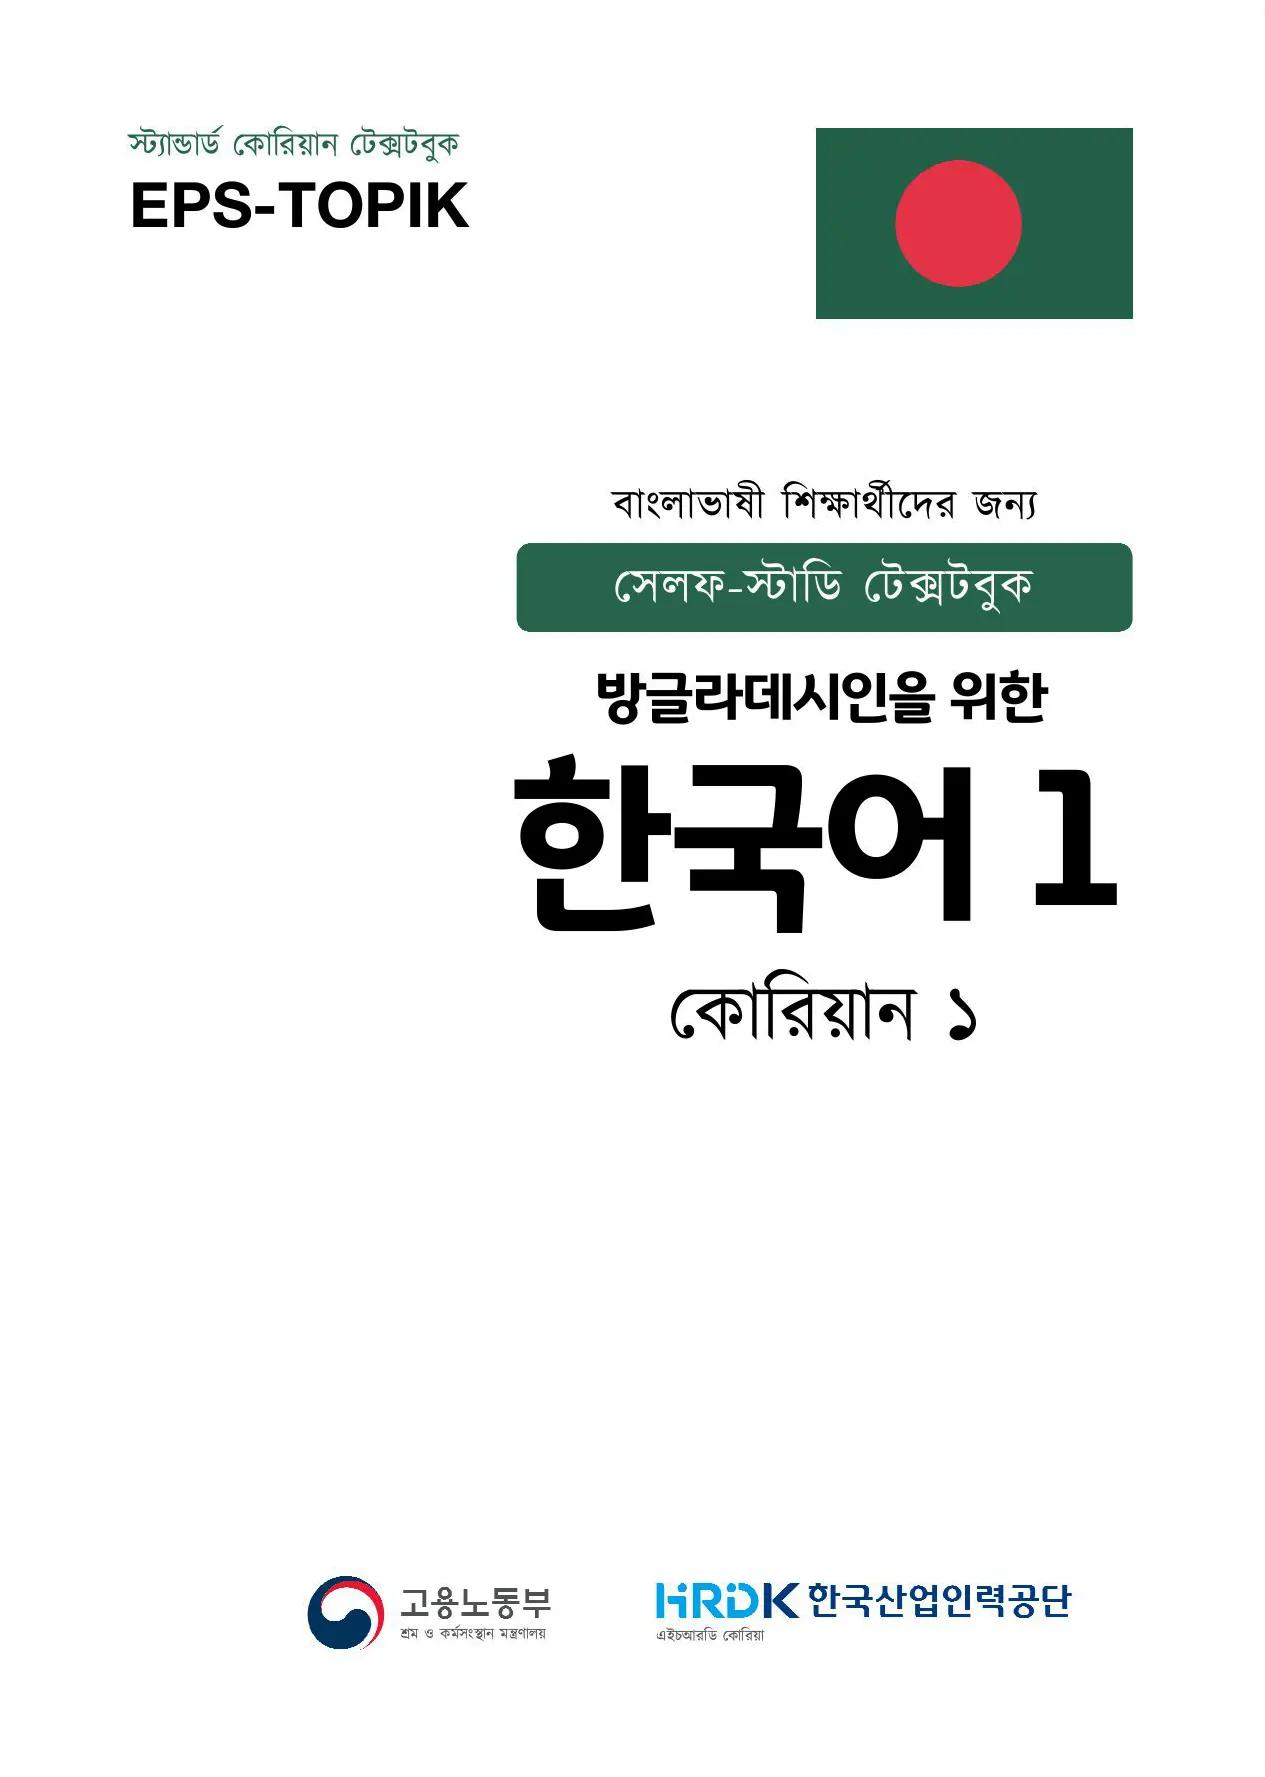 স্ট্যান্ডার্ড কোরিয়ান টেক্সটবুক
EPS-TOPIK
বাংলাভাষী শিক্ষার্থীদের জন্য
সেলফ-স্টাডি টেক্সটবুক
방글라데시인을 위한
한국어 1
কোরিয়ান ১
고용노동부
শ্রম ও কর্মসংস্থান মন্ত্রণালয়
HRDK 한국산업인력공단
এইচআরডি কোরিয়া